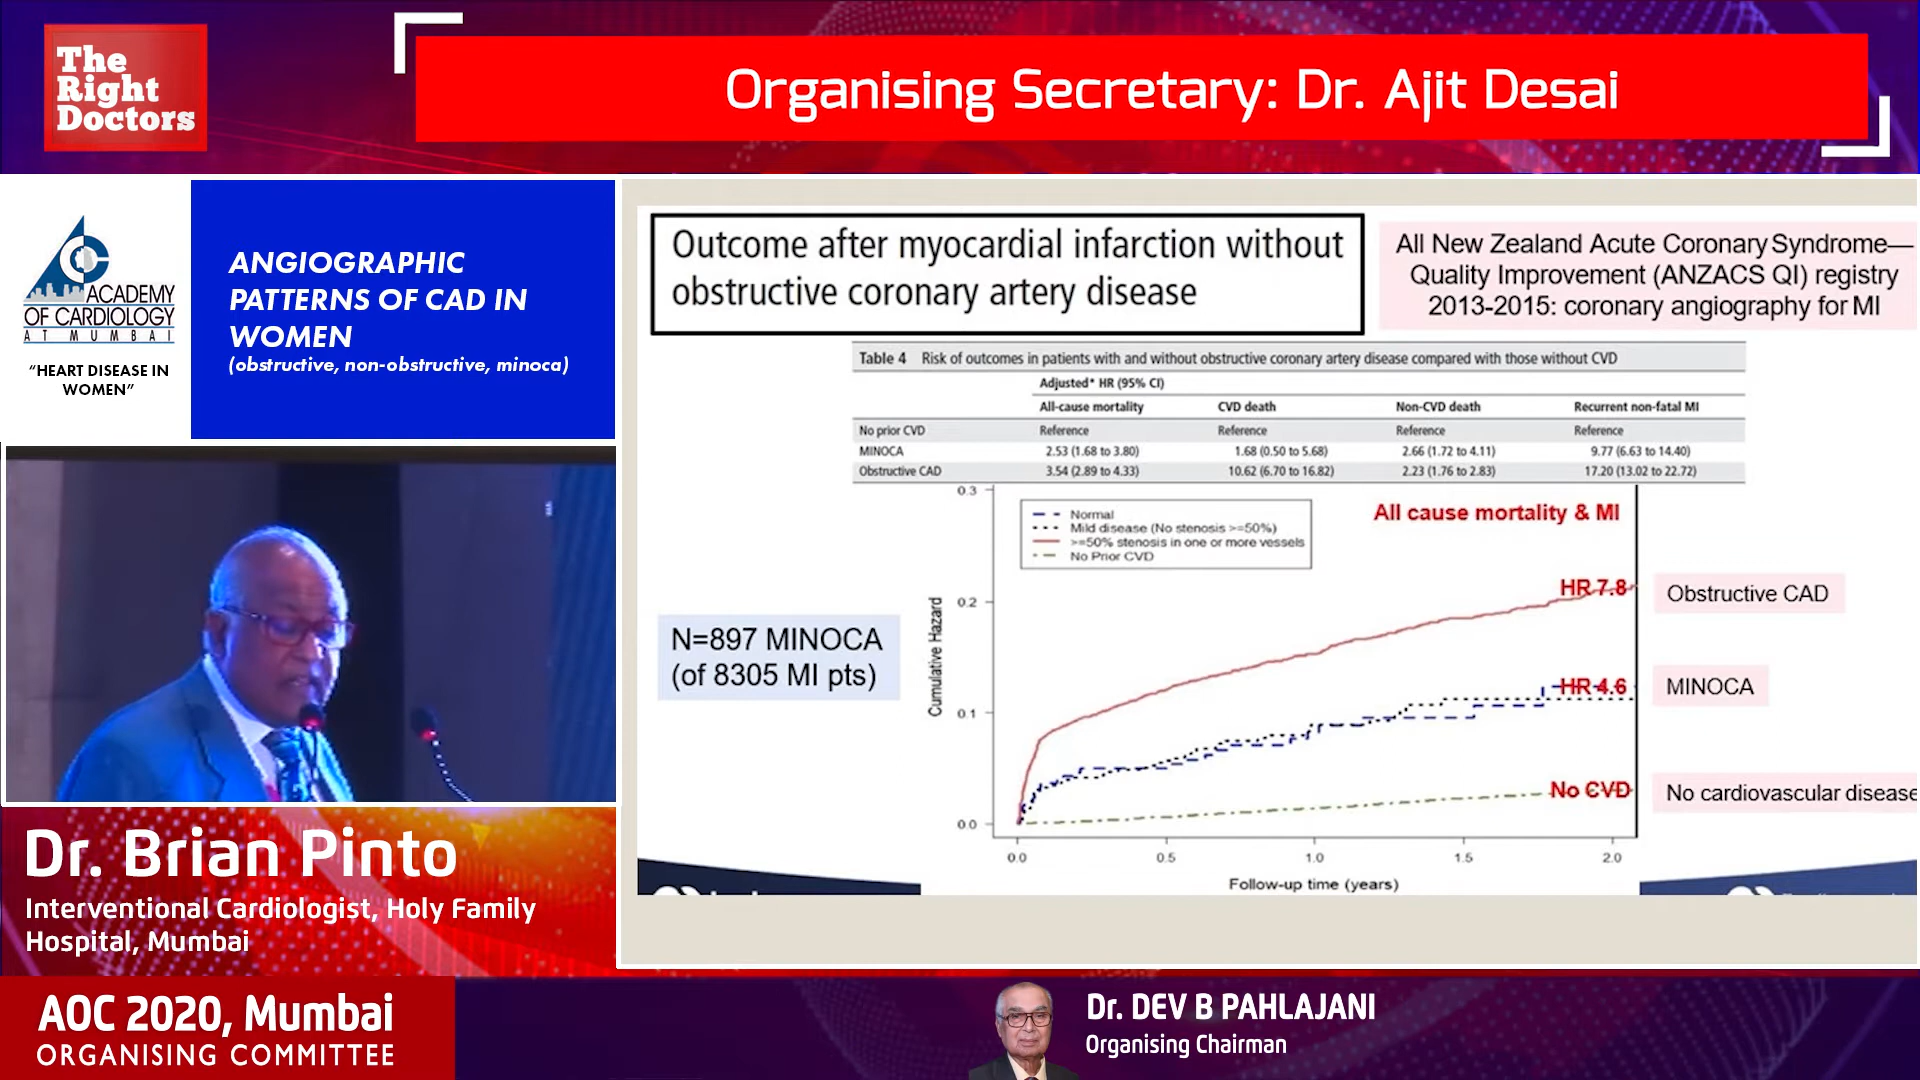 The
Right
Doctors
Organising Secretary: Dr. Ajit Desai
ACADEMY
OF CARDIOLOGY
AT MUMBAI
“HEART DISEASE IN
WOMEN”
ANGIOGRAPHIC
PATTERNS OF CAD IN
WOMEN
(obstructive, non-obstructive, minoca)
Outcome after myocardial infarction without
obstructive coronary artery disease
All New Zealand Acute Coronary Syndrome—
Quality Improvement (ANZACS QI) registry
2013-2015: coronary angiography for MI
Table 4 Risk of outcomes in patients with and without obstructive coronary artery disease compared with those without CVD
Adjusted* HR (95% CI)
All-cause mortality CVD death Non-CVD death Recurrent non-fatal MI
No prior CVD Reference Reference Reference Reference
MINOCA 2.53 (1.68 to 3.80) 1.68 (0.50 to 5.68) 2.66 (1.72 to 4.11) 9.77 (6.63 to 14.40)
Obstructive CAD 3.54 (2.89 to 4.33) 10.62 (6.70 to 16.82) 2.23 (1.76 to 2.83) 17.20 (13.02 to 22.72)
All cause mortality & MI
Normal
Mild disease (No stenosis >=50%)
>=50% stenosis in one or more vessels
No Prior CVD
0.3
0.2
0.1
0.0
Cumulative Hazard
HR 7.8
HR 4.6
No CVD
Obstructive CAD
MINOCA
No cardiovascular disease
N=897 MINOCA
(of 8305 MI pts)
0.0 0.5 1.0 1.5 2.0
Follow-up time (years)
Dr. Brian Pinto
Interventional Cardiologist, Holy Family
Hospital, Mumbai
AOC 2020, Mumbai
ORGANISING COMMITTEE
Dr. DEV B PAHLAJANI
Organising Chairman